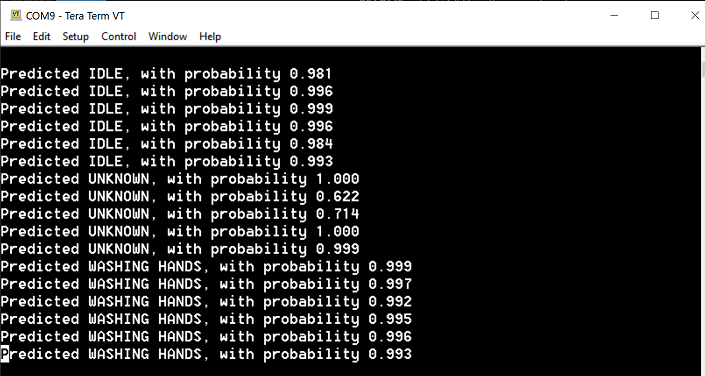 VT COM9 - Tera Term VT
File Edit Setup Control Window Help
Predicted IDLE, with probability 0.981
Predicted IDLE, with probability 0.996
Predicted IDLE, with probability 0.999
Predicted IDLE, with probability 0.996
Predicted IDLE, with probability 0.984
Predicted IDLE, with probability 0.993
Predicted UNKNOWN, with probability 1.000
Predicted UNKNOWN, with probability 0.622
Predicted UNKNOWN, with probability 0.714
Predicted UNKNOWN, with probability 1.000
Predicted UNKNOWN, with probability 0.999
Predicted WASHING HANDS, with probability 0.999
Predicted WASHING HANDS, with probability 0.997
Predicted WASHING HANDS, with probability 0.992
Predicted WASHING HANDS, with probability 0.995
Predicted WASHING HANDS, with probability 0.996
Predicted WASHING HANDS, with probability 0.993